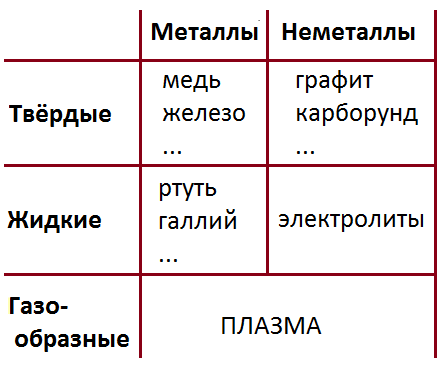 Металлы Неметаллы
Твёрдые
медь
железо
...
графит
карборунд
...
Жидкие
ртуть
галлий
...
электролиты
Газо-
образные
ПЛАЗМА